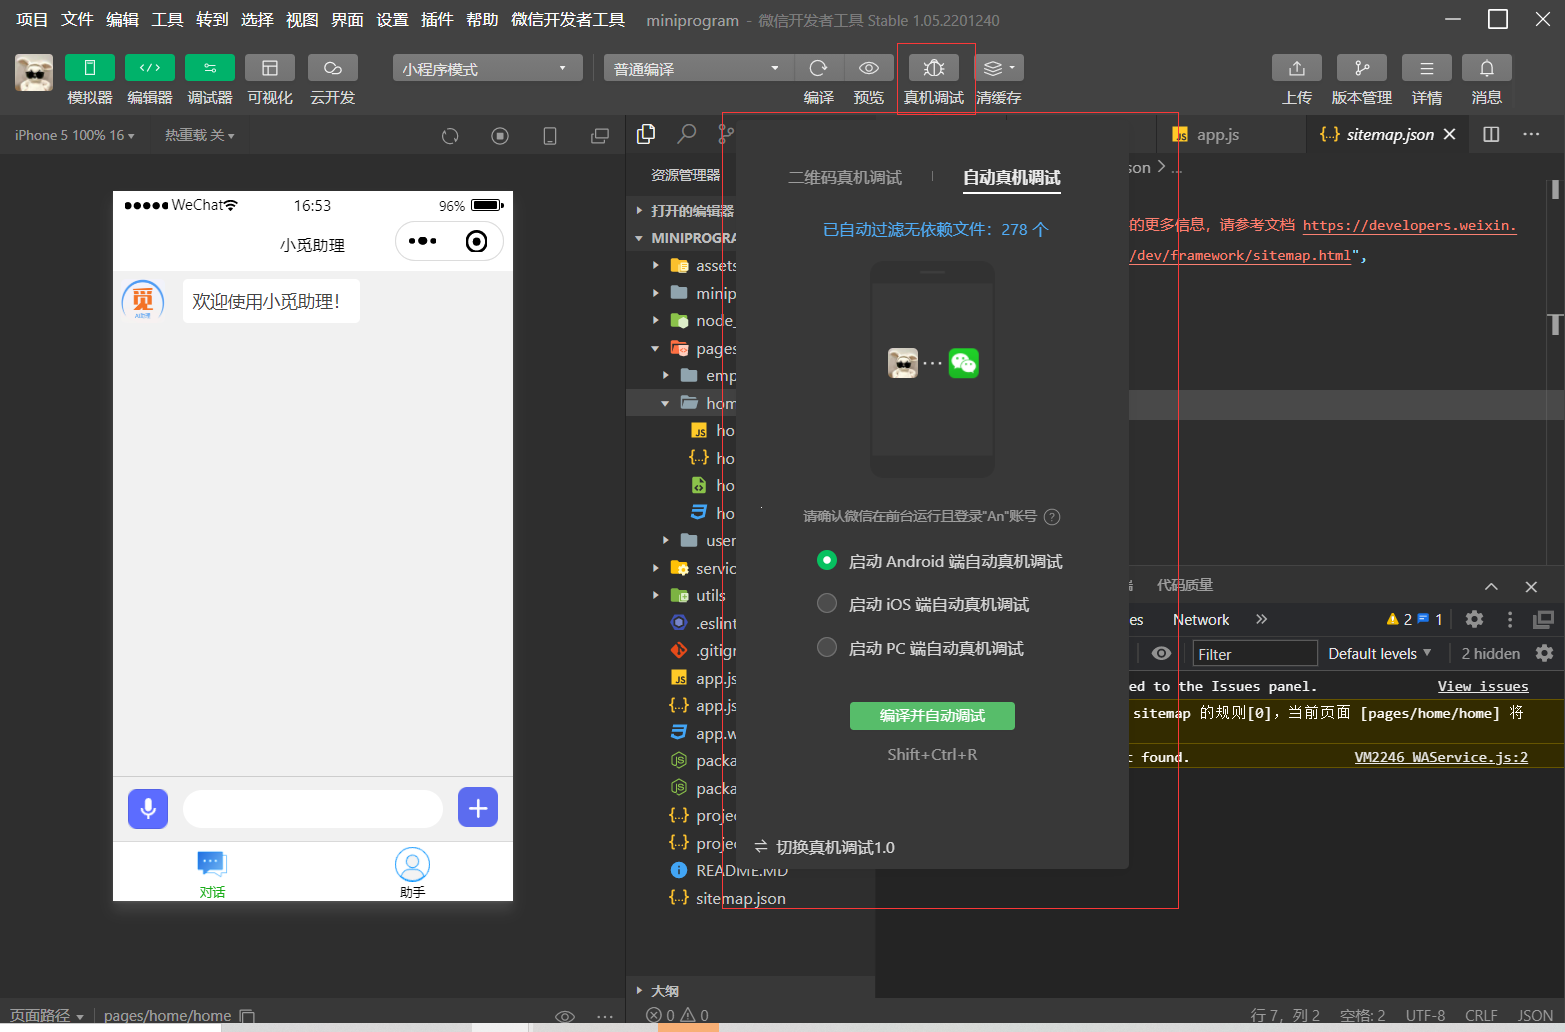 项目 文件 编辑 工具 转到 选择 视图 界面 设置 插件 帮助 微信开发者工具 miniprogram - 微信开发者工具 Stable 1.05.2201240
小程序模式 普通编译
模拟器 编辑器 调试器 可视化 云开发 编译 预览 真机调试 清缓存 上传 版本管理 详情 消息
iPhone 5 100% 16 热重载 关
JS app.js {..} sitemap.json
WeChat 16:53 96%
小觅助理
觅
AI助理
欢迎使用小觅助理!
对话 助手
页面路径 pages/home/home
资源管理器
打开的编辑器
MINIPROGRA
assets
minip
node_
pages
emp
hom
JS ho
{..} ho
ho
ho
user
servic
utils
.eslint
.gitigr
JS app.js
{..} app.js
app.w
packa
packa
{..} projec
{..} projec
README.MD
{..} sitemap.json
大纲
0 0
二维码真机调试 自动真机调试
已自动过滤无依赖文件: 278 个
请确认微信在前台运行且登录"An"账号 ?
启动 Android 端自动真机调试
启动 iOS 端自动真机调试
启动 PC 端自动真机调试
编译并自动调试
Shift+Ctrl+R
切换真机调试1.0
son > ...
的更多信息, 请参考文档 https://developers.weixin.
/dev/framework/sitemap.html",
代码质量
es Network » 2 1
Filter Default levels 2 hidden
ed to the Issues panel. View issues
sitemap 的规则[0], 当前页面 [pages/home/home] 将
t found. VM2246 WAService.js:2
行 7, 列 2 空格: 2 UTF-8 CRLF JSON